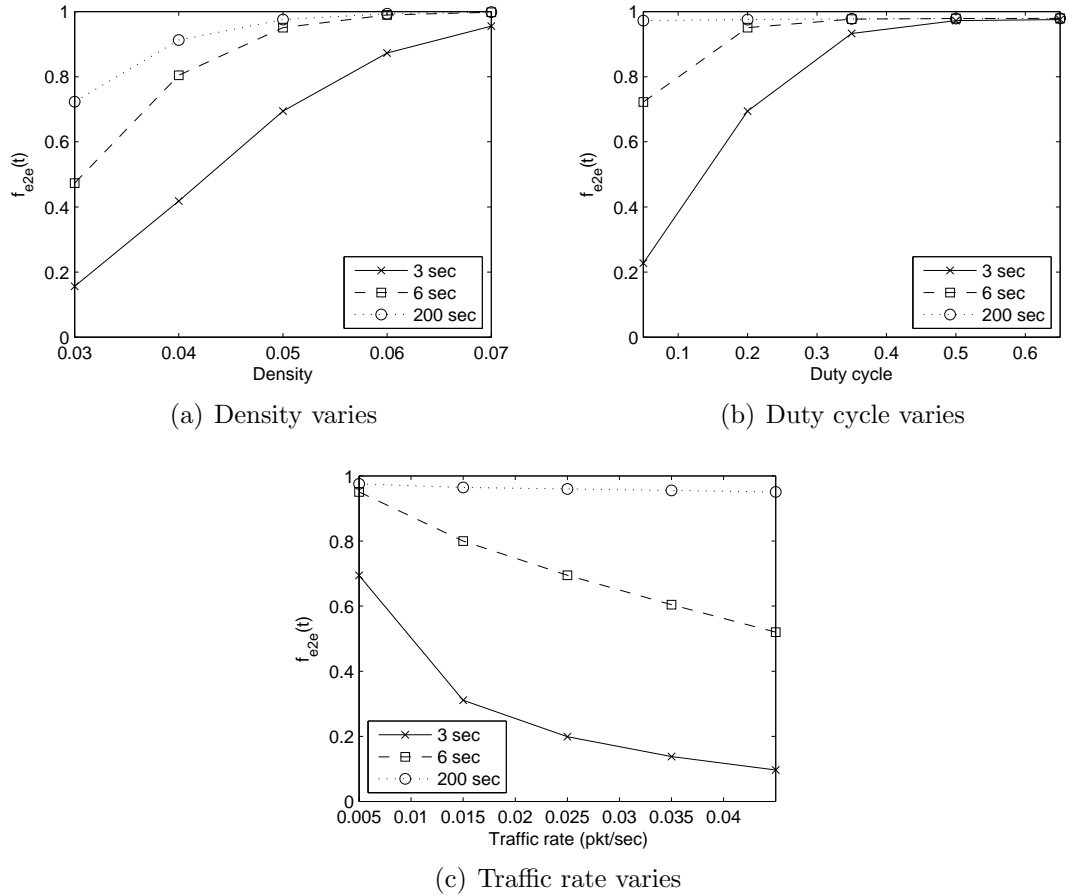 1
0.8
0.6
0.4
0.2
0
f_e2e(t)
0.03 0.04 0.05 0.06 0.07
Density
3 sec
6 sec
200 sec
(a) Density varies
1
0.8
0.6
0.4
0.2
0
f_e2e(t)
0.1 0.2 0.3 0.4 0.5 0.6
Duty cycle
3 sec
6 sec
200 sec
(b) Duty cycle varies
1
0.8
0.6
0.4
0.2
0
f_e2e(t)
0.005 0.01 0.015 0.02 0.025 0.03 0.035 0.04
Traffic rate (pkt/sec)
3 sec
6 sec
200 sec
(c) Traffic rate varies